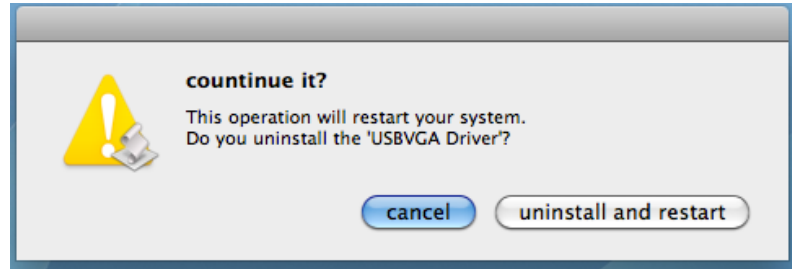 countinue it?
This operation will restart your system.
Do you uninstall the 'USBVGA Driver'?
cancel
uninstall and restart